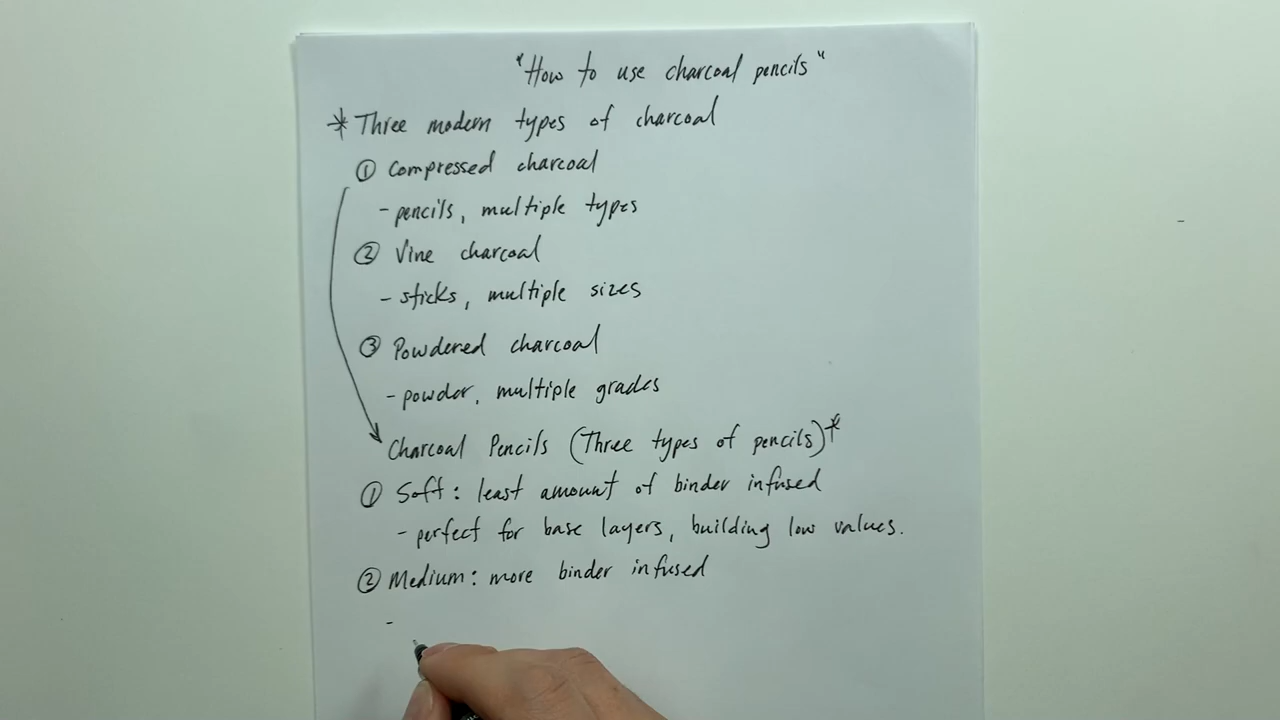 "How to use charcoal pencils"
* Three modern types of charcoal
① Compressed charcoal
- pencils, multiple types
② Vine charcoal
- sticks, multiple sizes
③ Powdered charcoal
- powder, multiple grades
Charcoal Pencils (Three types of pencils)*
① Soft: least amount of binder infused
- perfect for base layers, building low values.
② Medium: more binder infused
-